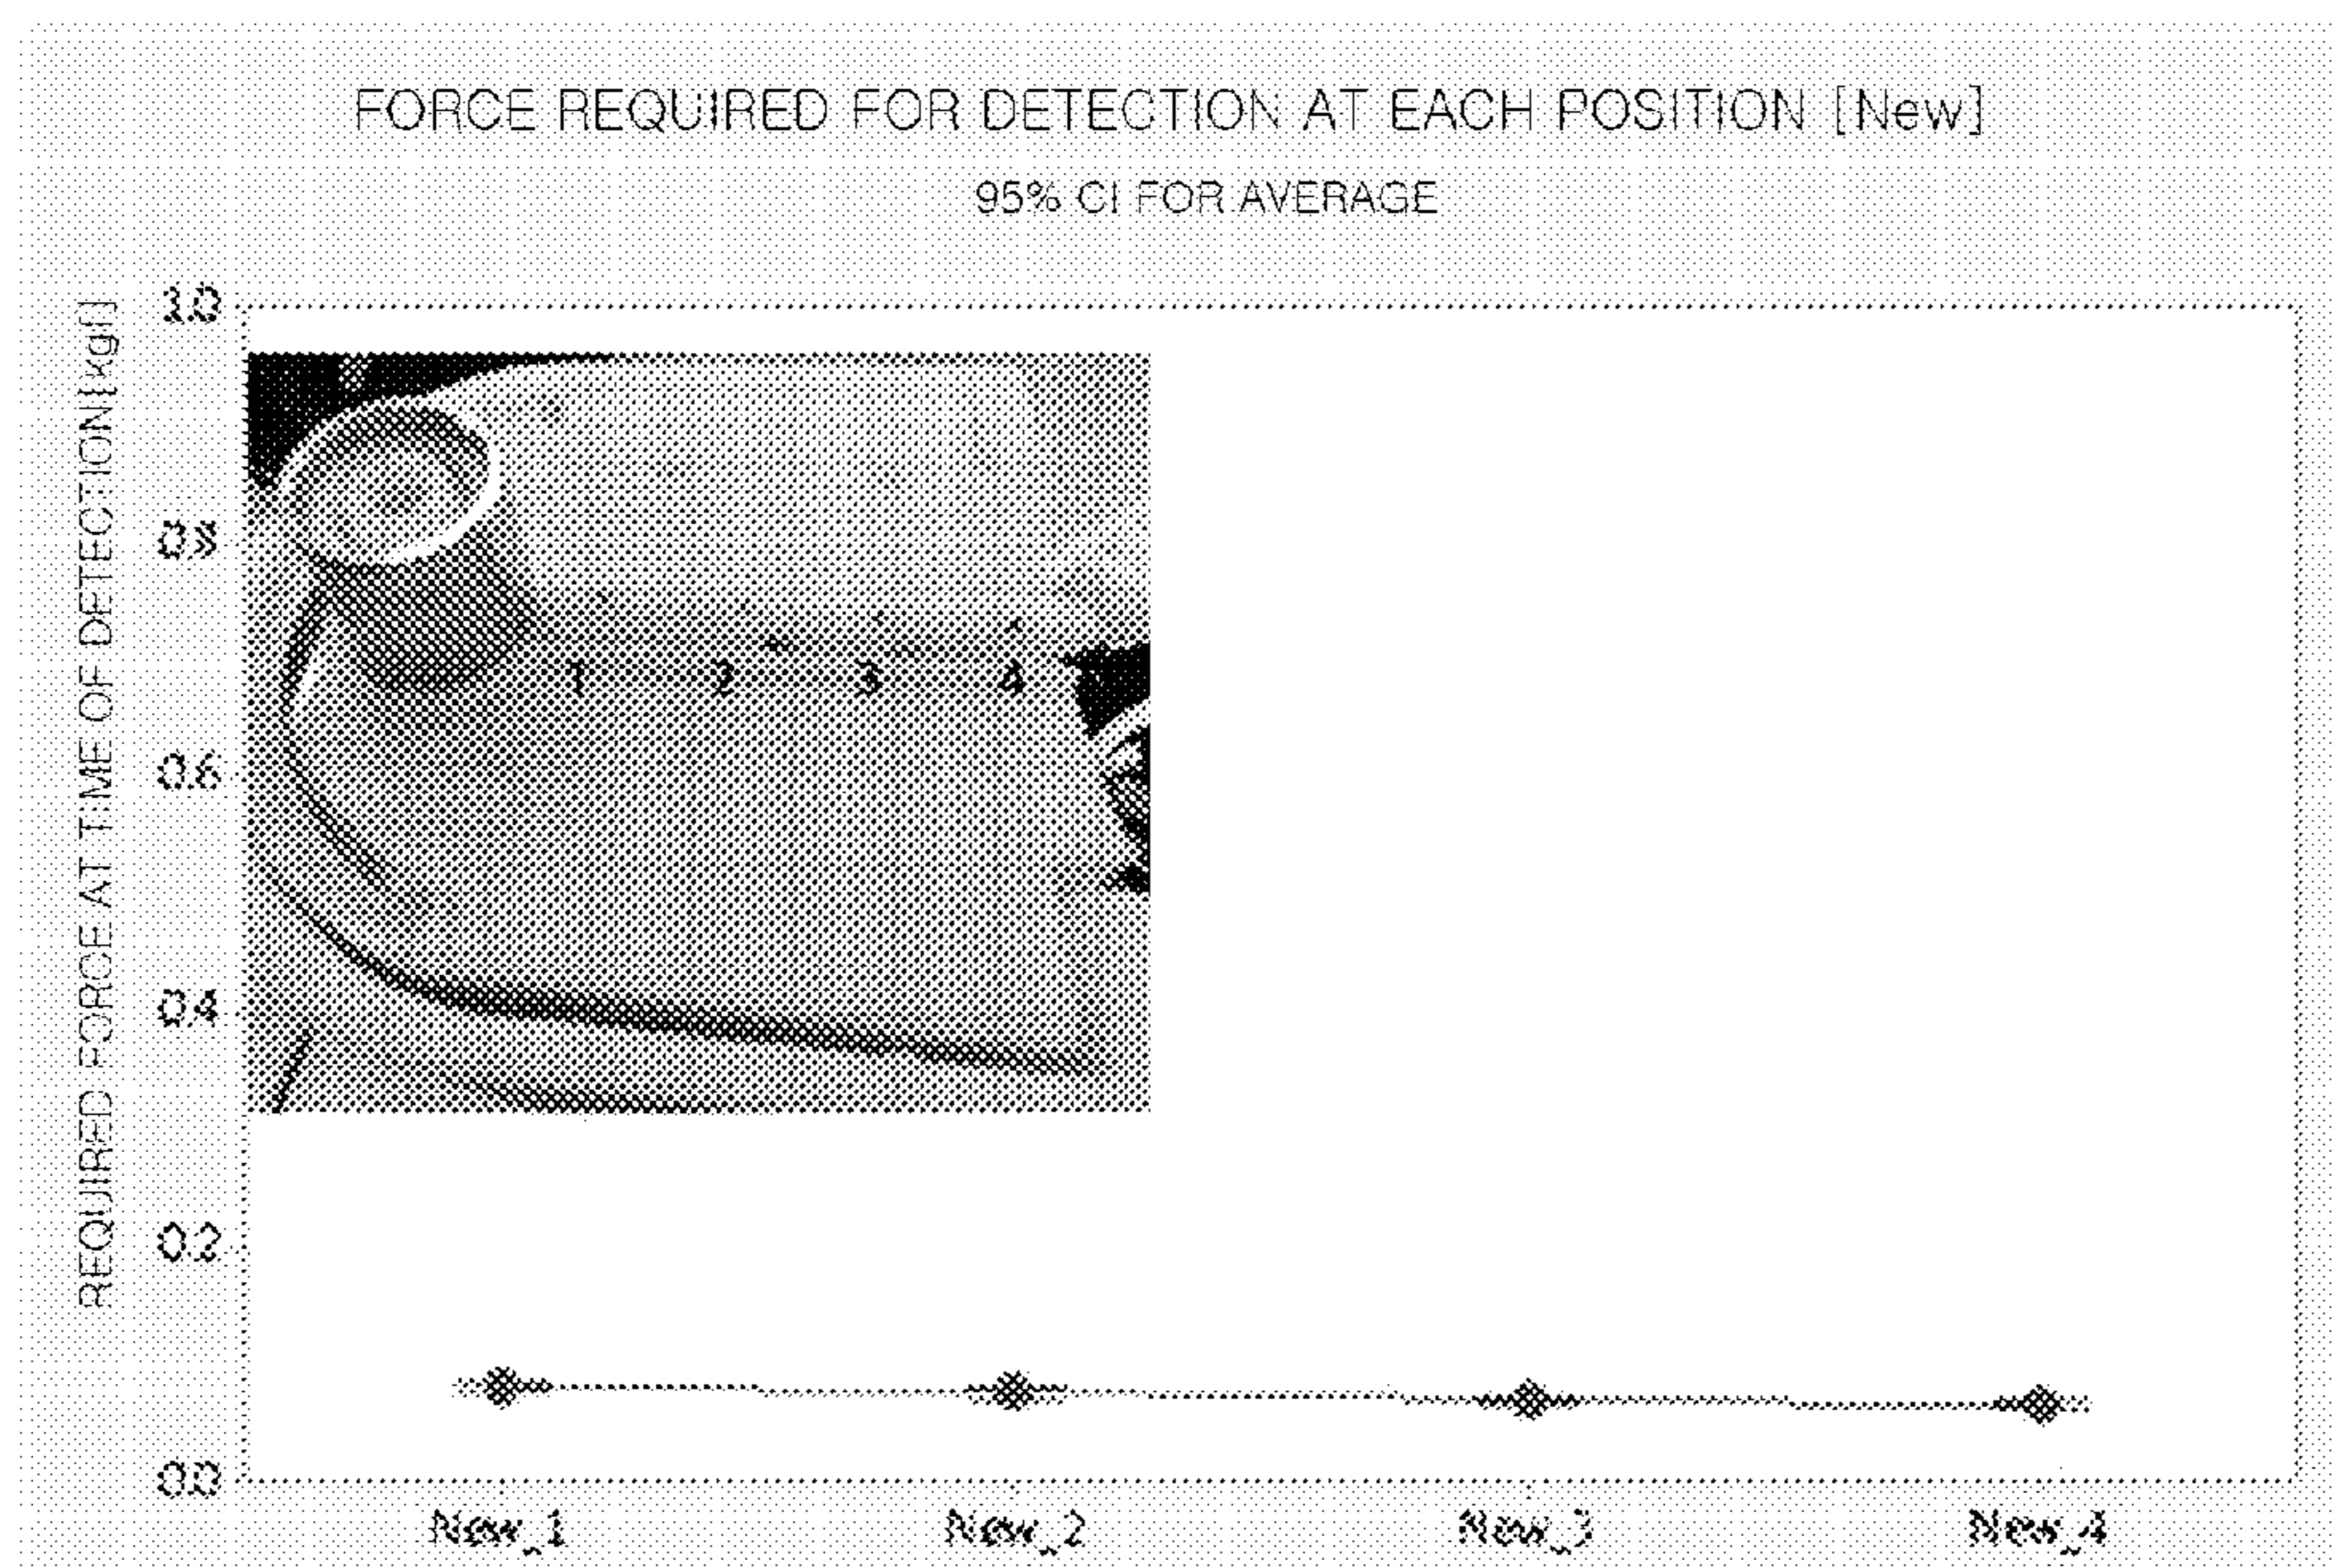 FORCE REQUIRED FOR DETECTION AT EACH POSITION [New]
95% CI FOR AVERAGE
REQUIRED FORCE AT TIME OF DETECTION[kgf]
1.0
0.8
0.6
0.4
0.2
0.0
1 2 3 4
New_1 New_2 New_3 New_4